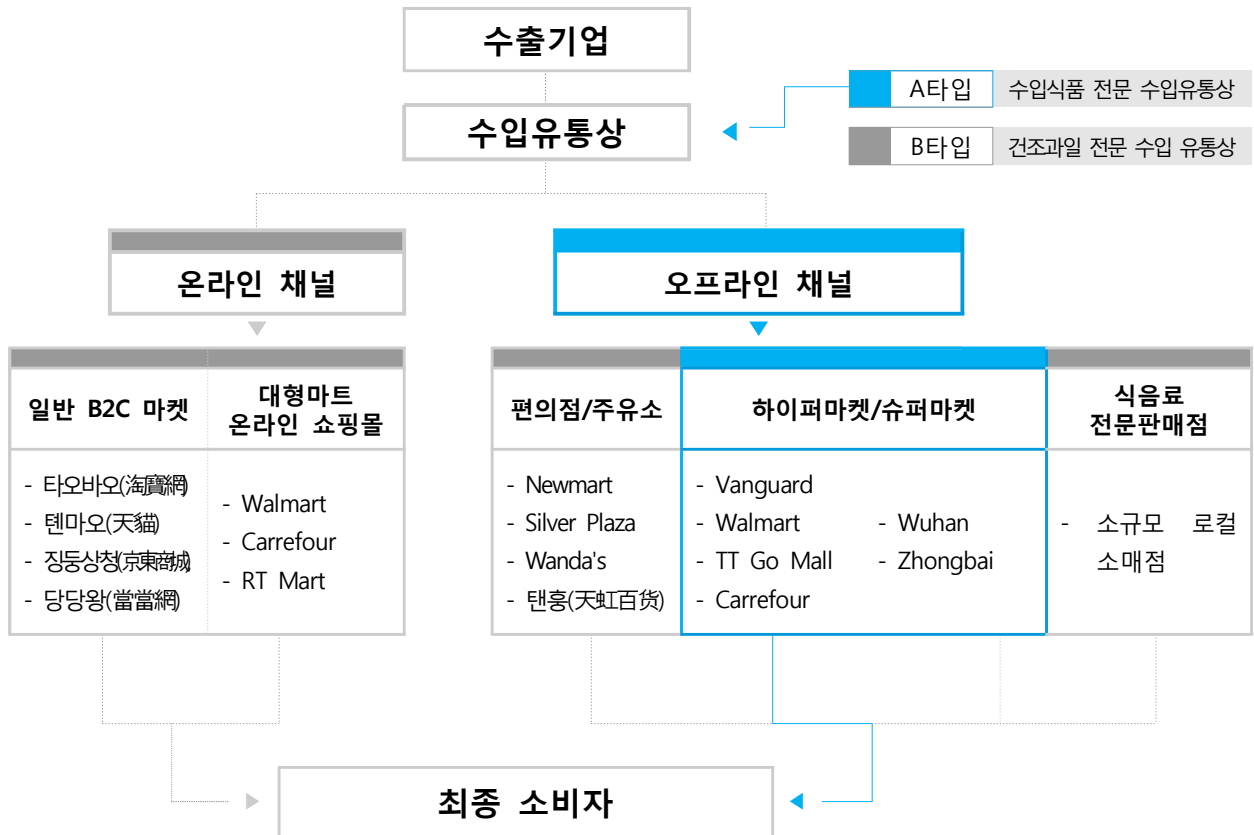 수출기업
수입유통상
A타입 수입식품 전문 수입유통상
B타입 건조과일 전문 수입 유통상
온라인 채널
오프라인 채널
일반 B2C 마켓
대형마트
온라인 쇼핑몰
편의점/주유소
하이퍼마켓/슈퍼마켓
식음료
전문판매점
- 타오바오(淘寶網)
- 텐마오(天貓)
- 징둥상청(京東商城)
- 당당왕(當當網)
- Walmart
- Carrefour
- RT Mart
- Newmart
- Silver Plaza
- Wanda's
- 탠훙(天虹百货)
- Vanguard
- Walmart
- TT Go Mall
- Carrefour
- Wuhan
- Zhongbai
- 소규모 로컬
소매점
최종 소비자